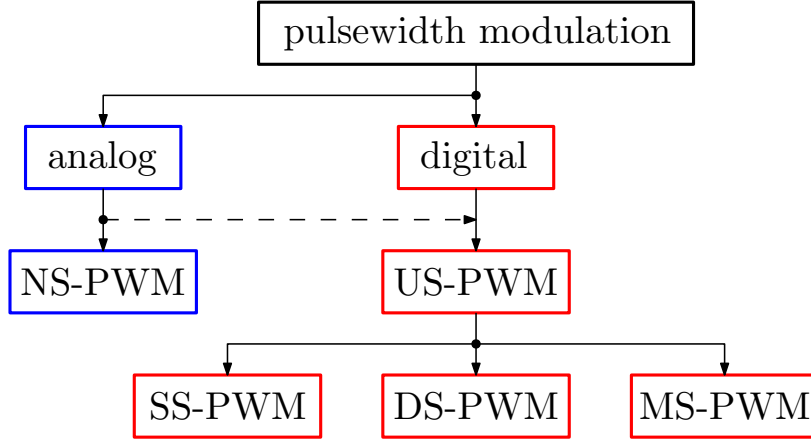 pulsewidth modulation
analog
digital
NS-PWM
US-PWM
SS-PWM
DS-PWM
MS-PWM